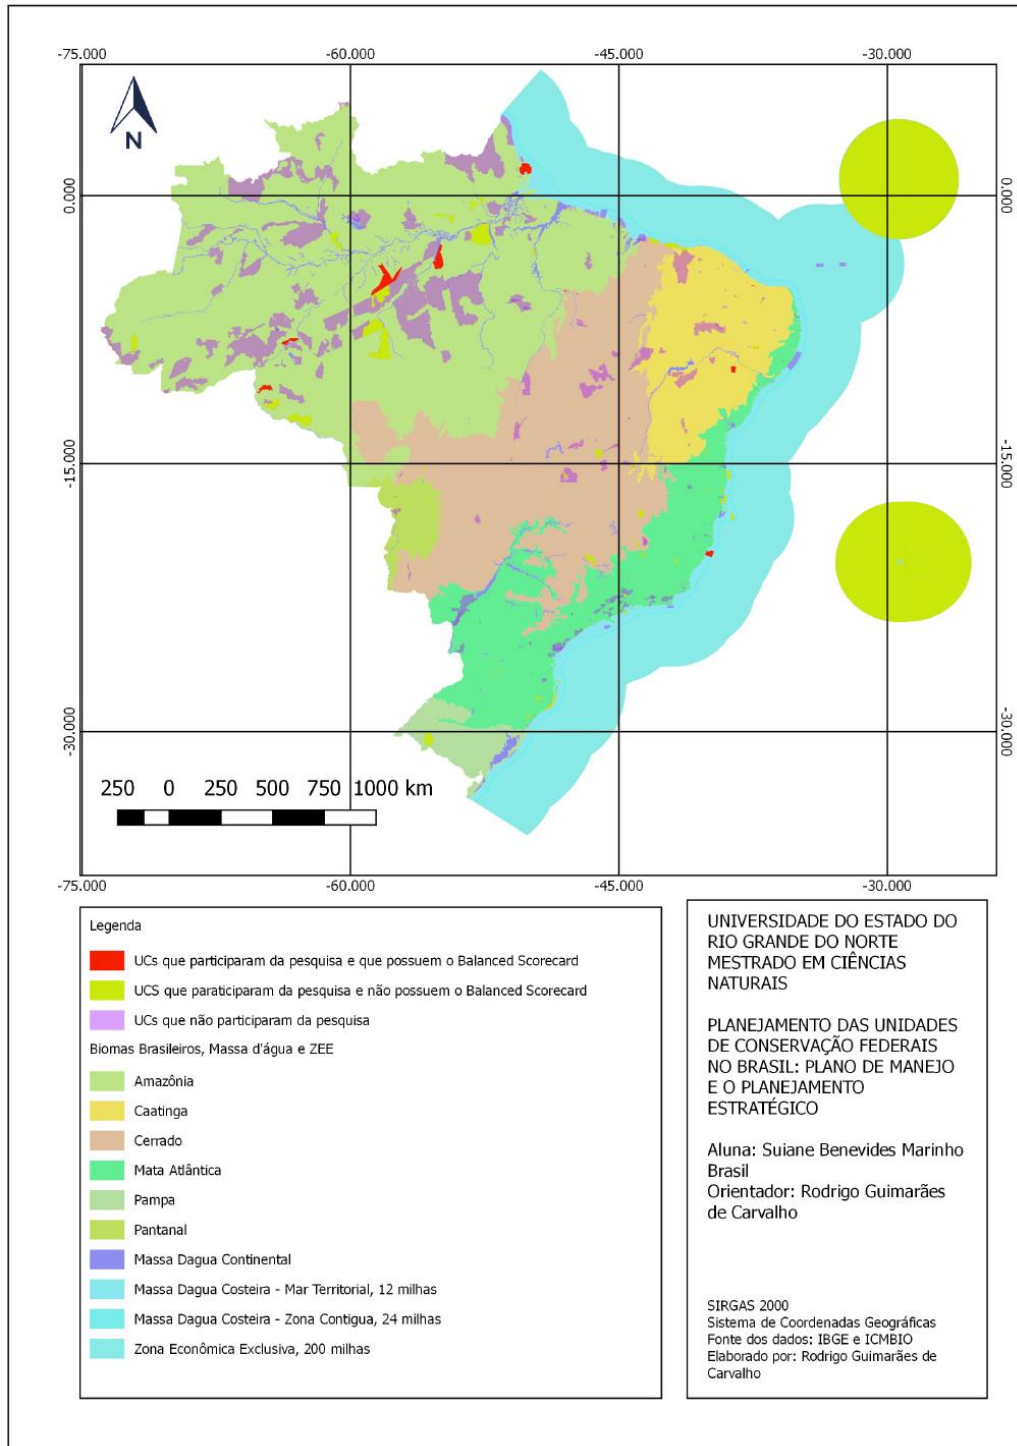 -75.000
-60.000
-45.000
-30.000
N
0.000
0.000
-15.000
-15.000
-30.000
-30.000
250 0 250 500 750 1000 km
-75.000
-60.000
-45.000
-30.000
Legenda
UCs que participaram da pesquisa e que possuem o Balanced Scorecard
UCS que paraticiparam da pesquisa e não possuem o Balanced Scorecard
UCs que não participaram da pesquisa
Biomas Brasileiros, Massa d'água e ZEE
Amazônia
Caatinga
Cerrado
Mata Atlântica
Pampa
Pantanal
Massa Dagua Continental
Massa Dagua Costeira - Mar Territorial, 12 milhas
Massa Dagua Costeira - Zona Contigua, 24 milhas
Zona Econômica Exclusiva, 200 milhas
UNIVERSIDADE DO ESTADO DO
RIO GRANDE DO NORTE
MESTRADO EM CIÊNCIAS
NATURAIS
PLANEJAMENTO DAS UNIDADES
DE CONSERVAÇÃO FEDERAIS
NO BRASIL: PLANO DE MANEJO
E O PLANEJAMENTO
ESTRATÉGICO
Aluna: Suiane Benevides Marinho
Brasil
Orientador: Rodrigo Guimarães
de Carvalho
SIRGAS 2000
Sistema de Coordenadas Geográficas
Fonte dos dados: IBGE e ICMBIO
Elaborado por: Rodrigo Guimarães de
Carvalho